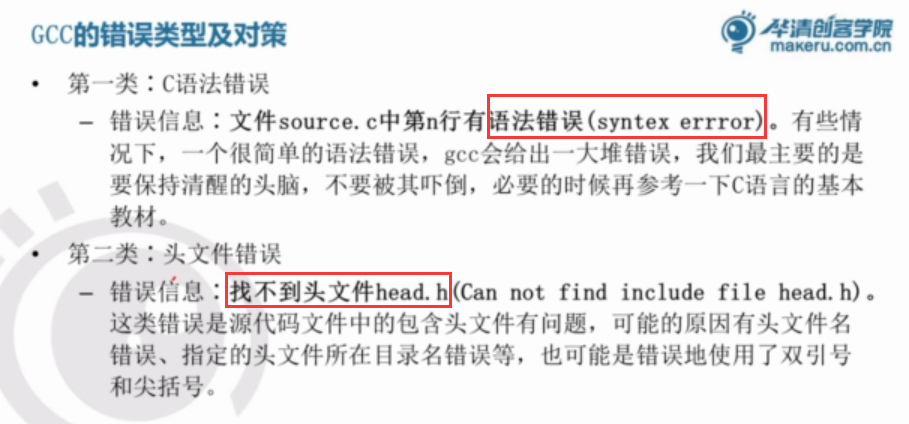 GCC的错误类型及对策
华清创客学院
makeru.com.cn
• 第一类：C语法错误
– 错误信息：文件source.c中第n行有语法错误(syntex errror)。有些情
况下，一个很简单的语法错误，gcc会给出一大堆错误，我们最主要的是
要保持清醒的头脑，不要被其吓倒，必要的时候再参考一下C语言的基本
教材。
• 第二类：头文件错误
– 错误信息：找不到头文件head.h(Can not find include file head.h)。
这类错误是源代码文件中的包含头文件有问题，可能的原因有头文件名
错误、指定的头文件所在目录名错误等，也可能是错误地使用了双引号
和尖括号。